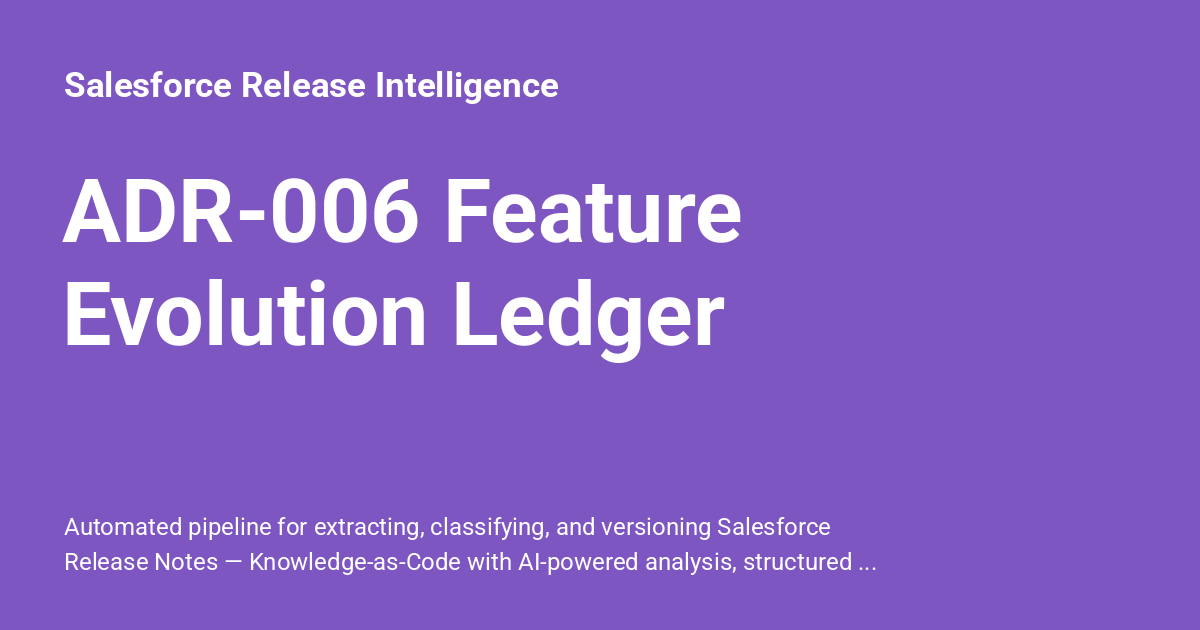 Salesforce Release Intelligence
ADR-006 Feature
Evolution Ledger
Automated pipeline for extracting, classifying, and versioning Salesforce
Release Notes — Knowledge-as-Code with AI-powered analysis, structured ...